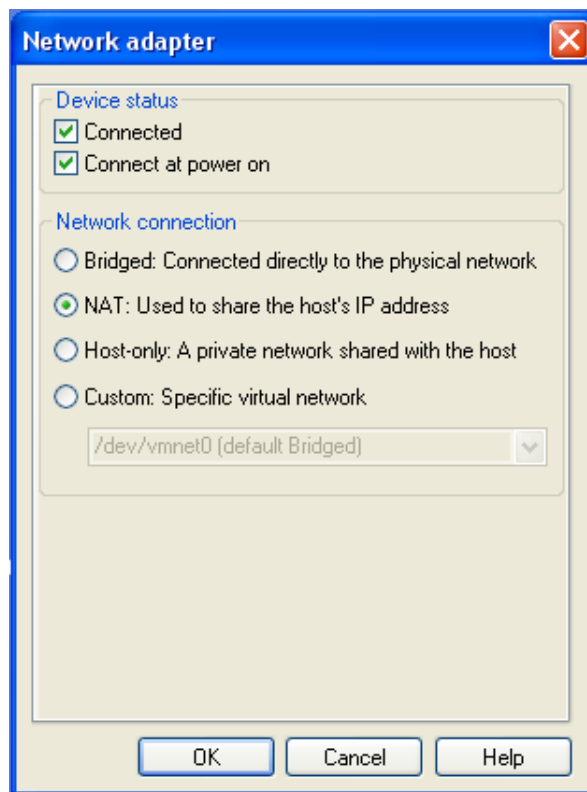 Network adapter
Device status
Connected
Connect at power on
Network connection
Bridged: Connected directly to the physical network
NAT: Used to share the host's IP address
Host-only: A private network shared with the host
Custom: Specific virtual network
/dev/vmnet0 (default Bridged)
OK Cancel Help